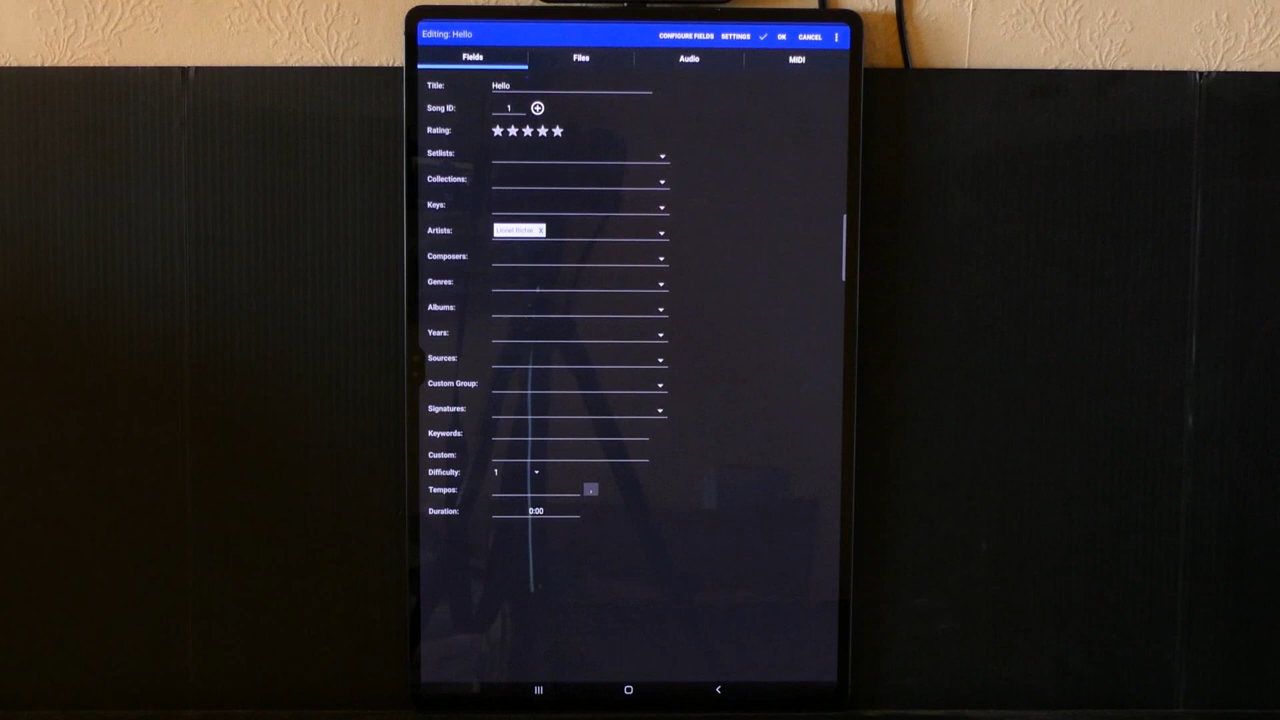 Editing: Hello CONFIGURE FIELDS SETTINGS OK CANCEL
Fields Files Audio MIDI
Title: Hello
Song ID: 1
Rating:
Setlists:
Collections:
Keys:
Artists: Lionel Richie X
Composers:
Genres:
Albums:
Years:
Sources:
Custom Group:
Signatures:
Keywords:
Custom:
Difficulty: 1
Tempos: ,
Duration: 0:00